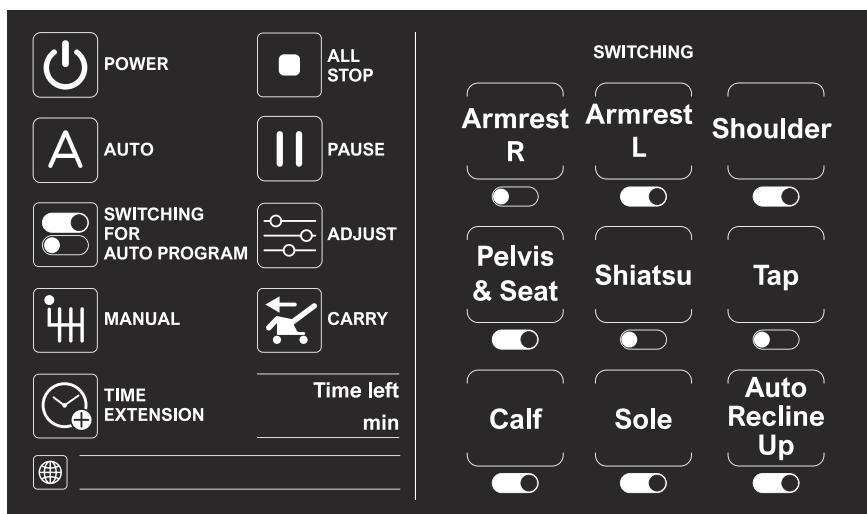 POWER
ALL
STOP
A
AUTO
PAUSE
SWITCHING
FOR
AUTO PROGRAM
ADJUST
MANUAL
CARRY
TIME
EXTENSION
Time left
min
SWITCHING
Armrest
R
Armrest
L
Shoulder
Pelvis
& Seat
Shiatsu
Tap
Calf
Sole
Auto
Recline
Up